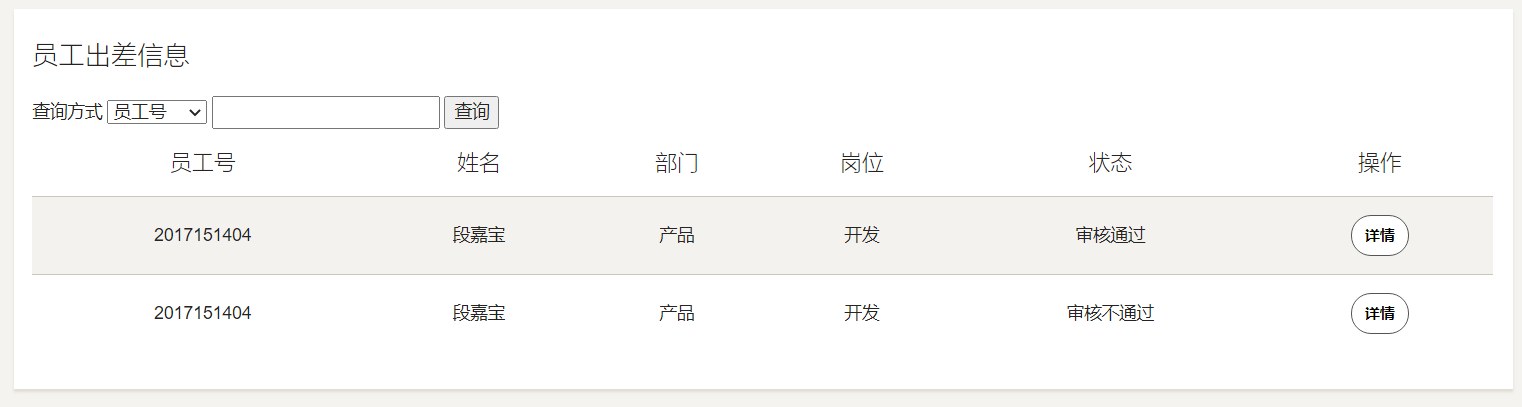 员工出差信息
查询方式 员工号 查询
员工号 姓名 部门 岗位 状态 操作
2017151404 段嘉宝 产品 开发 审核通过 详情
2017151404 段嘉宝 产品 开发 审核不通过 详情